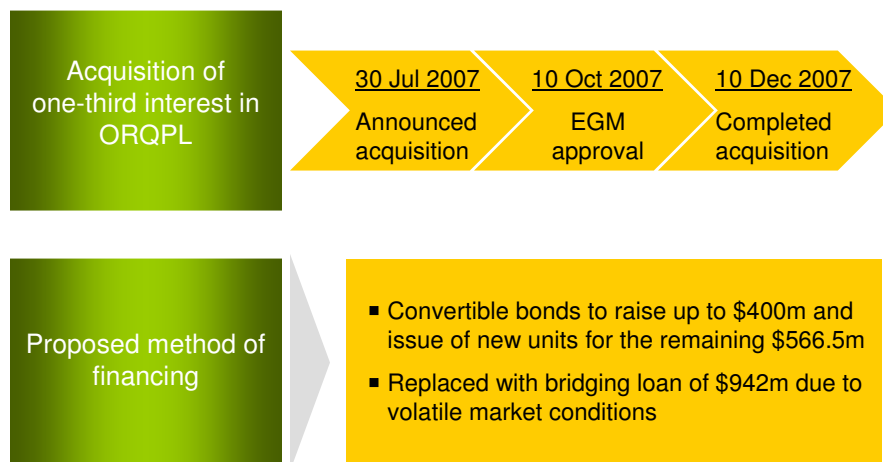 Acquisition of
one-third interest in
ORQPL
30 Jul 2007
Announced
acquisition
10 Oct 2007
EGM
approval
10 Dec 2007
Completed
acquisition
Proposed method of
financing
▪ Convertible bonds to raise up to $400m and
issue of new units for the remaining $566.5m
▪ Replaced with bridging loan of $942m due to
volatile market conditions